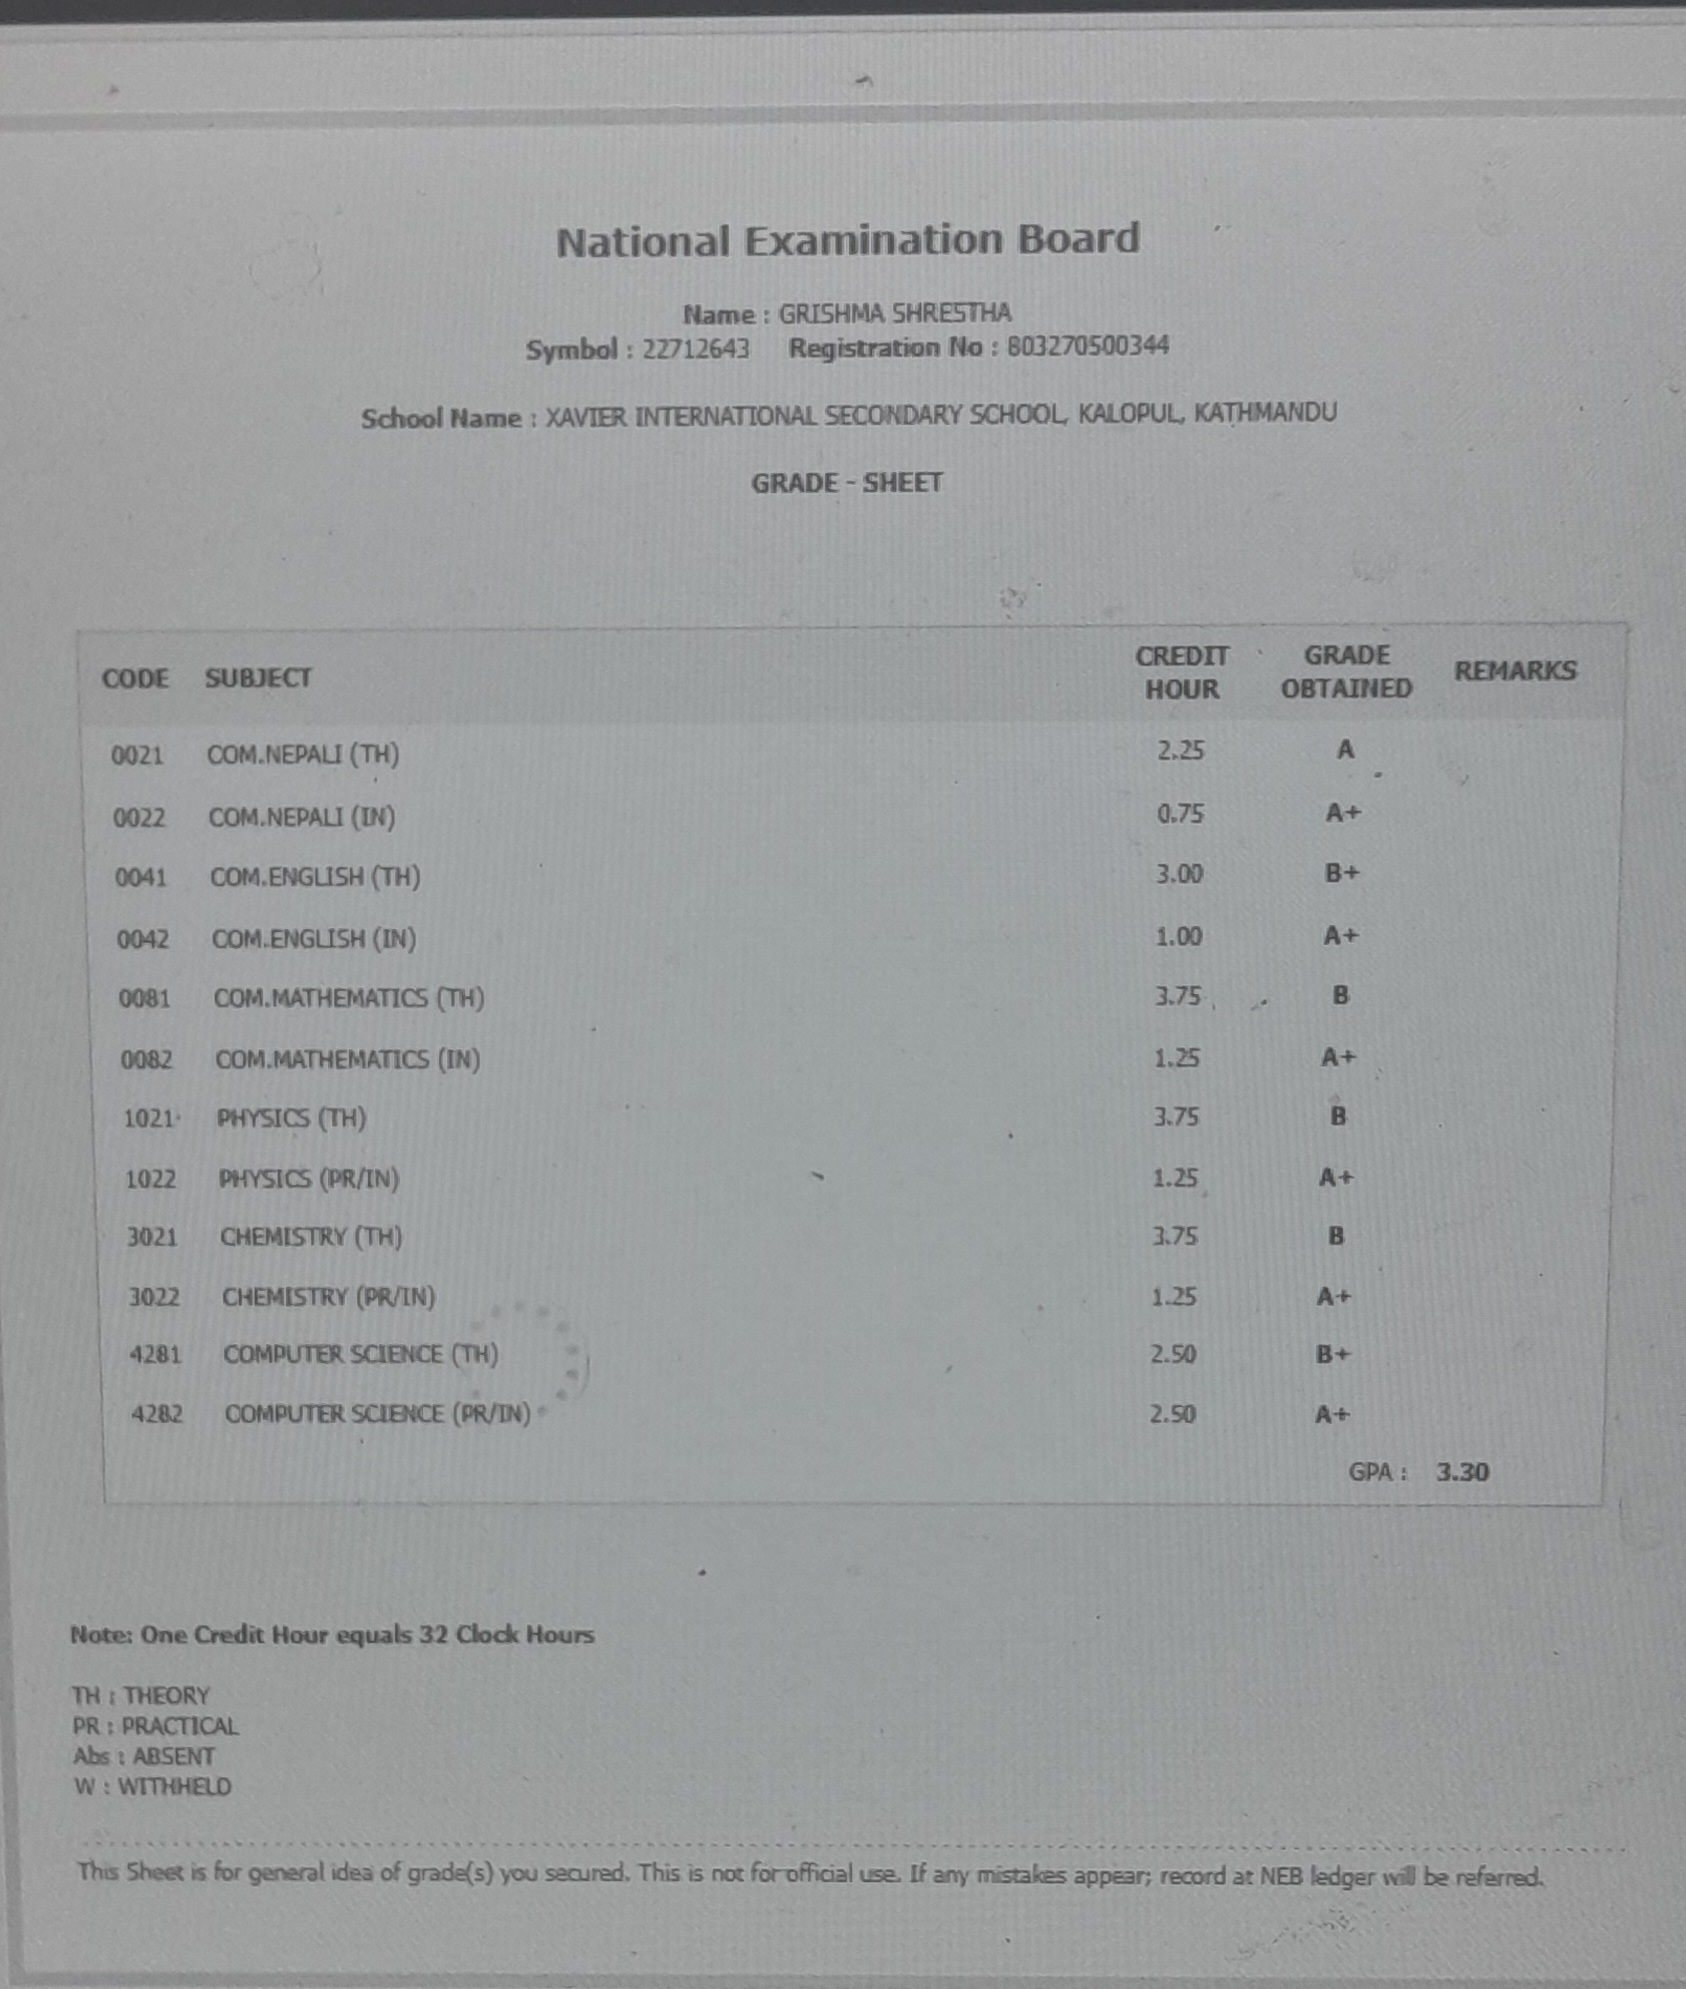 National Examination Board
Name : GRISHMA SHRESTHA
Symbol : 22712643 Registration No : 803270500344
School Name : XAVIER INTERNATIONAL SECONDARY SCHOOL, KALOPUL, KATHMANDU
GRADE - SHEET
CODE SUBJECT CREDIT HOUR GRADE OBTAINED REMARKS
0021 COM.NEPALI (TH) 2.25 A
0022 COM.NEPALI (IN) 0.75 A+
0041 COM.ENGLISH (TH) 3.00 B+
0042 COM.ENGLISH (IN) 1.00 A+
0081 COM.MATHEMATICS (TH) 3.75 B
0082 COM.MATHEMATICS (IN) 1.25 A+
1021 PHYSICS (TH) 3.75 B
1022 PHYSICS (PR/IN) 1.25 A+
3021 CHEMISTRY (TH) 3.75 B
3022 CHEMISTRY (PR/IN) 1.25 A+
4281 COMPUTER SCIENCE (TH) 2.50 B+
4282 COMPUTER SCIENCE (PR/IN) 2.50 A+
GPA : 3.30
Note: One Credit Hour equals 32 Clock Hours
TH : THEORY
PR : PRACTICAL
Abs : ABSENT
W : WITHHELD
This Sheet is for general idea of grade(s) you secured. This is not for official use. If any mistakes appear; record at NEB ledger will be referred.